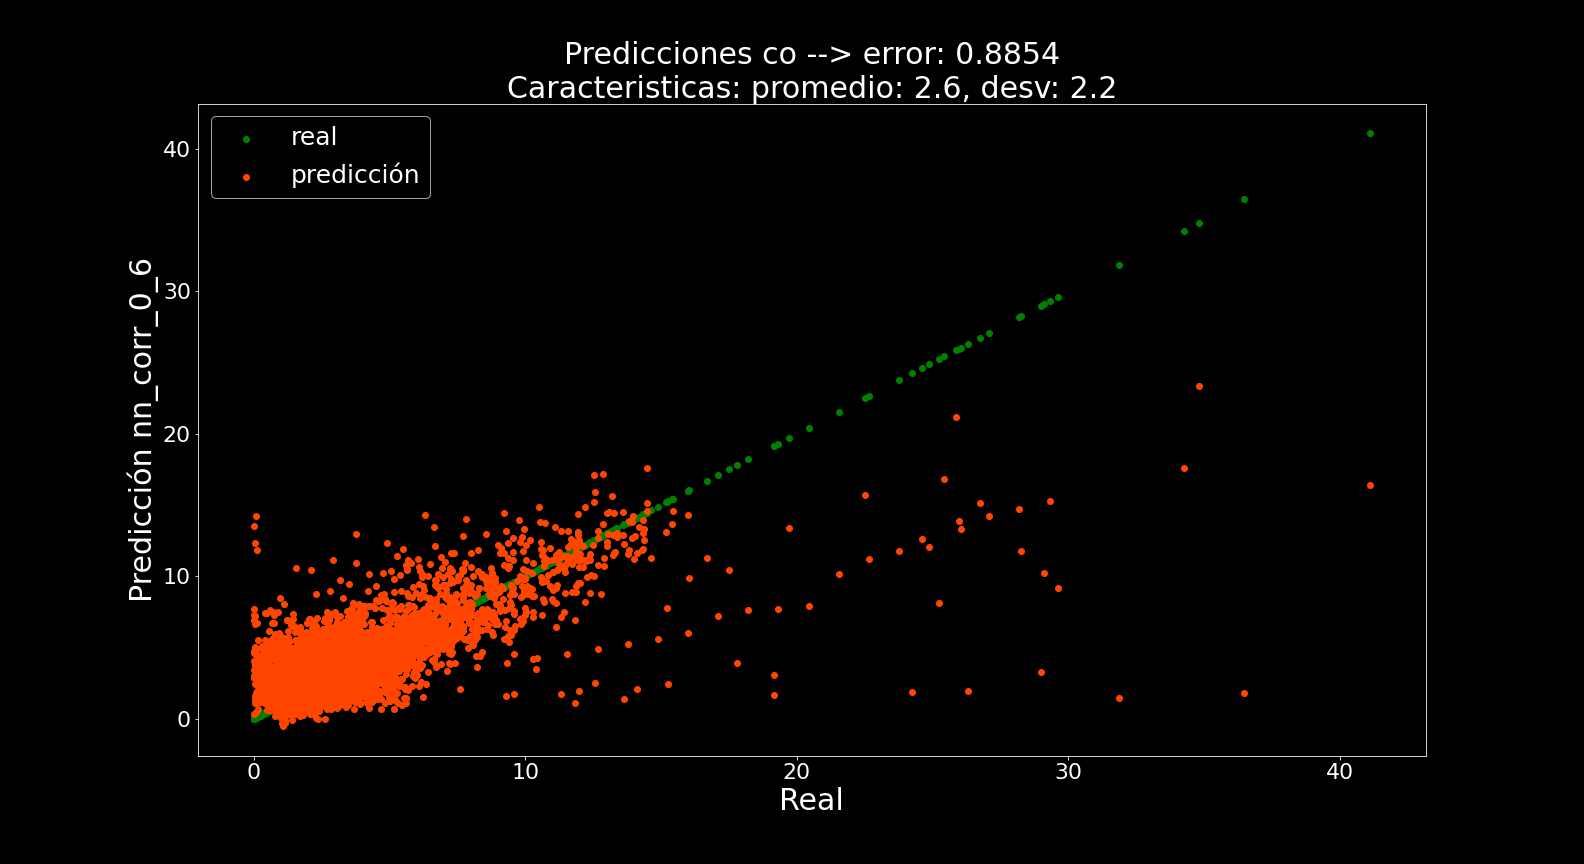 Predicciones co --> error: 0.8854
Caracteristicas: promedio: 2.6, desv: 2.2
real
predicción
Predicción nn_corr_0_6
40
30
20
10
0
0 10 20 30 40
Real